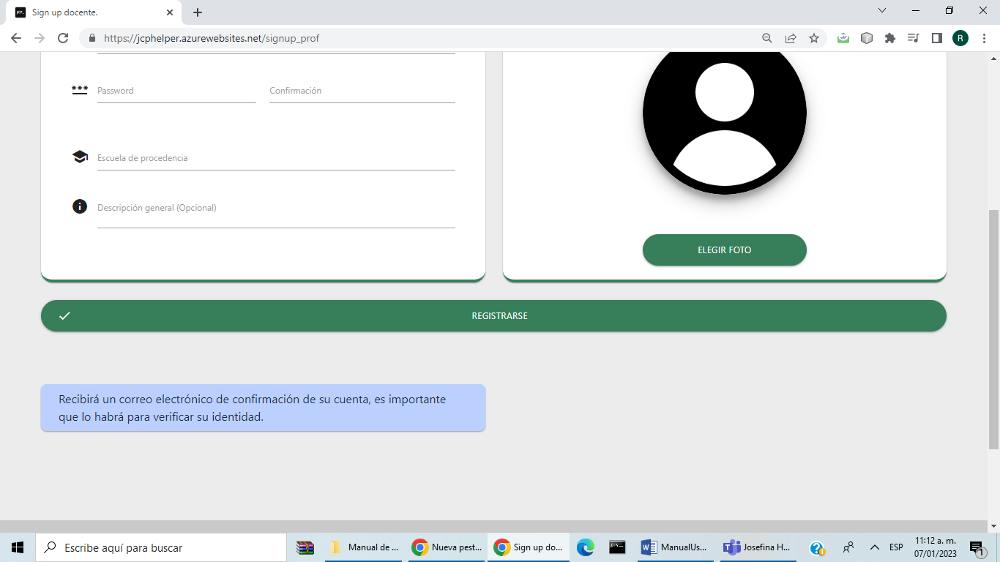 JCP_ Sign up docente.
https://jcphelper.azurewebsites.net/signup_prof
R
Password
Confirmación
Escuela de procedencia
Descripción general (Opcional)
ELEGIR FOTO
REGISTRARSE
Recibirá un correo electrónico de confirmación de su cuenta, es importante
que lo habrá para verificar su identidad.
Escribe aquí para buscar
Manual de ...
Nueva pest...
Sign up do...
ManualUs...
Josefina H...
ESP
11:12 a. m.
07/01/2023
1